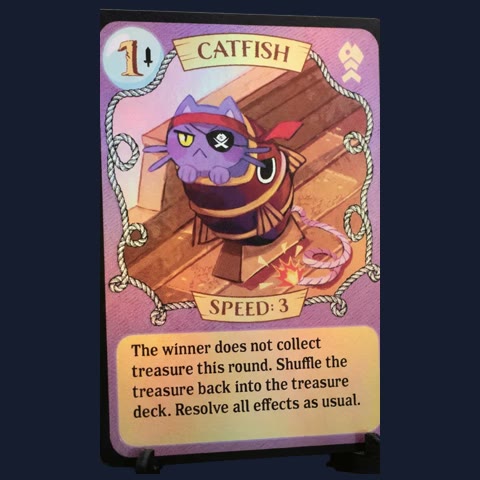 1
CATFISH
SPEED: 3
The winner does not collect
treasure this round. Shuffle the
treasure back into the treasure
deck. Resolve all effects as usual.